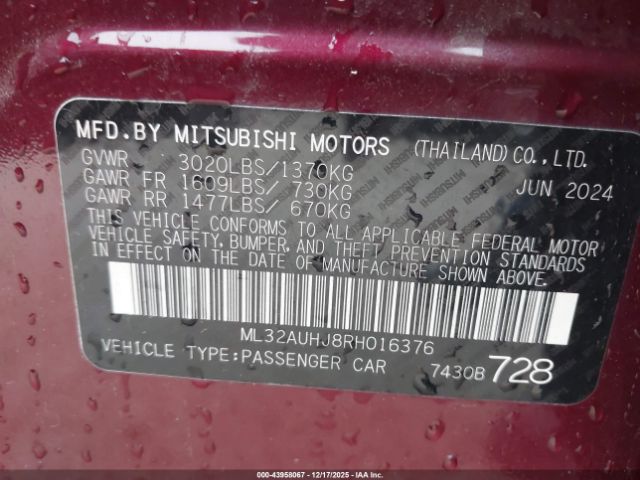 MFD.BY MITSUBISHI MOTORS (THAILAND)CO.,LTD.
GVWR 3020LBS/1370KG JUN 2024
GAWR FR 1609LBS/ 730KG
GAWR RR 1477LBS/ 670KG
THIS VEHICLE CONFORMS TO ALL APPLICABLE FEDERAL MOTOR
VEHICLE SAFETY, BUMPER, AND THEFT PREVENTION STANDARDS
IN EFFECT ON THE DATE OF MANUFACTURE SHOWN ABOVE.
ML32AUHJ8RH016376
VEHICLE TYPE:PASSENGER CAR 7430B 728
000-43958067 - 12/17/2025 - IAAI.COM